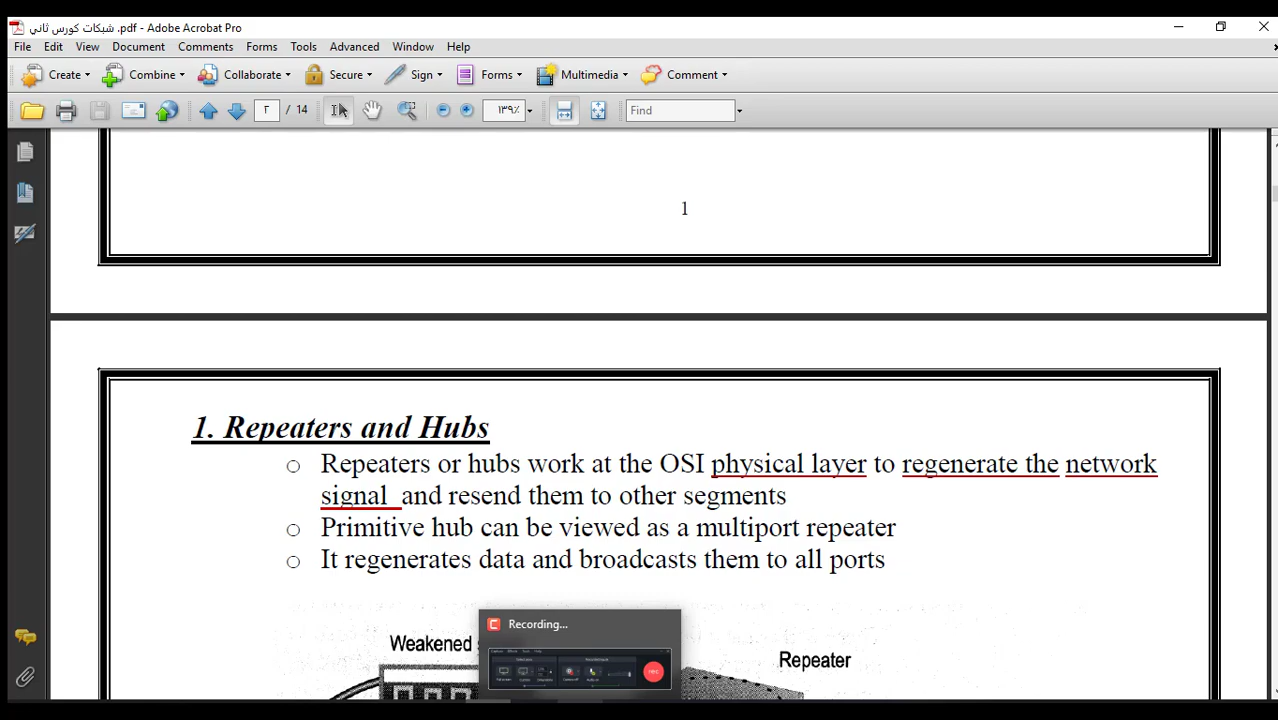 شبكات كورس ثاني .pdf - Adobe Acrobat Pro
File Edit View Document Comments Forms Tools Advanced Window Help
Create Combine Collaborate Secure Sign Forms Multimedia Comment
٢ / 14 ١٣٩٪ Find
1
1. Repeaters and Hubs
Repeaters or hubs work at the OSI physical layer to regenerate the network
signal and resend them to other segments
Primitive hub can be viewed as a multiport repeater
It regenerates data and broadcasts them to all ports
Recording...
Weakened
Repeater
rec